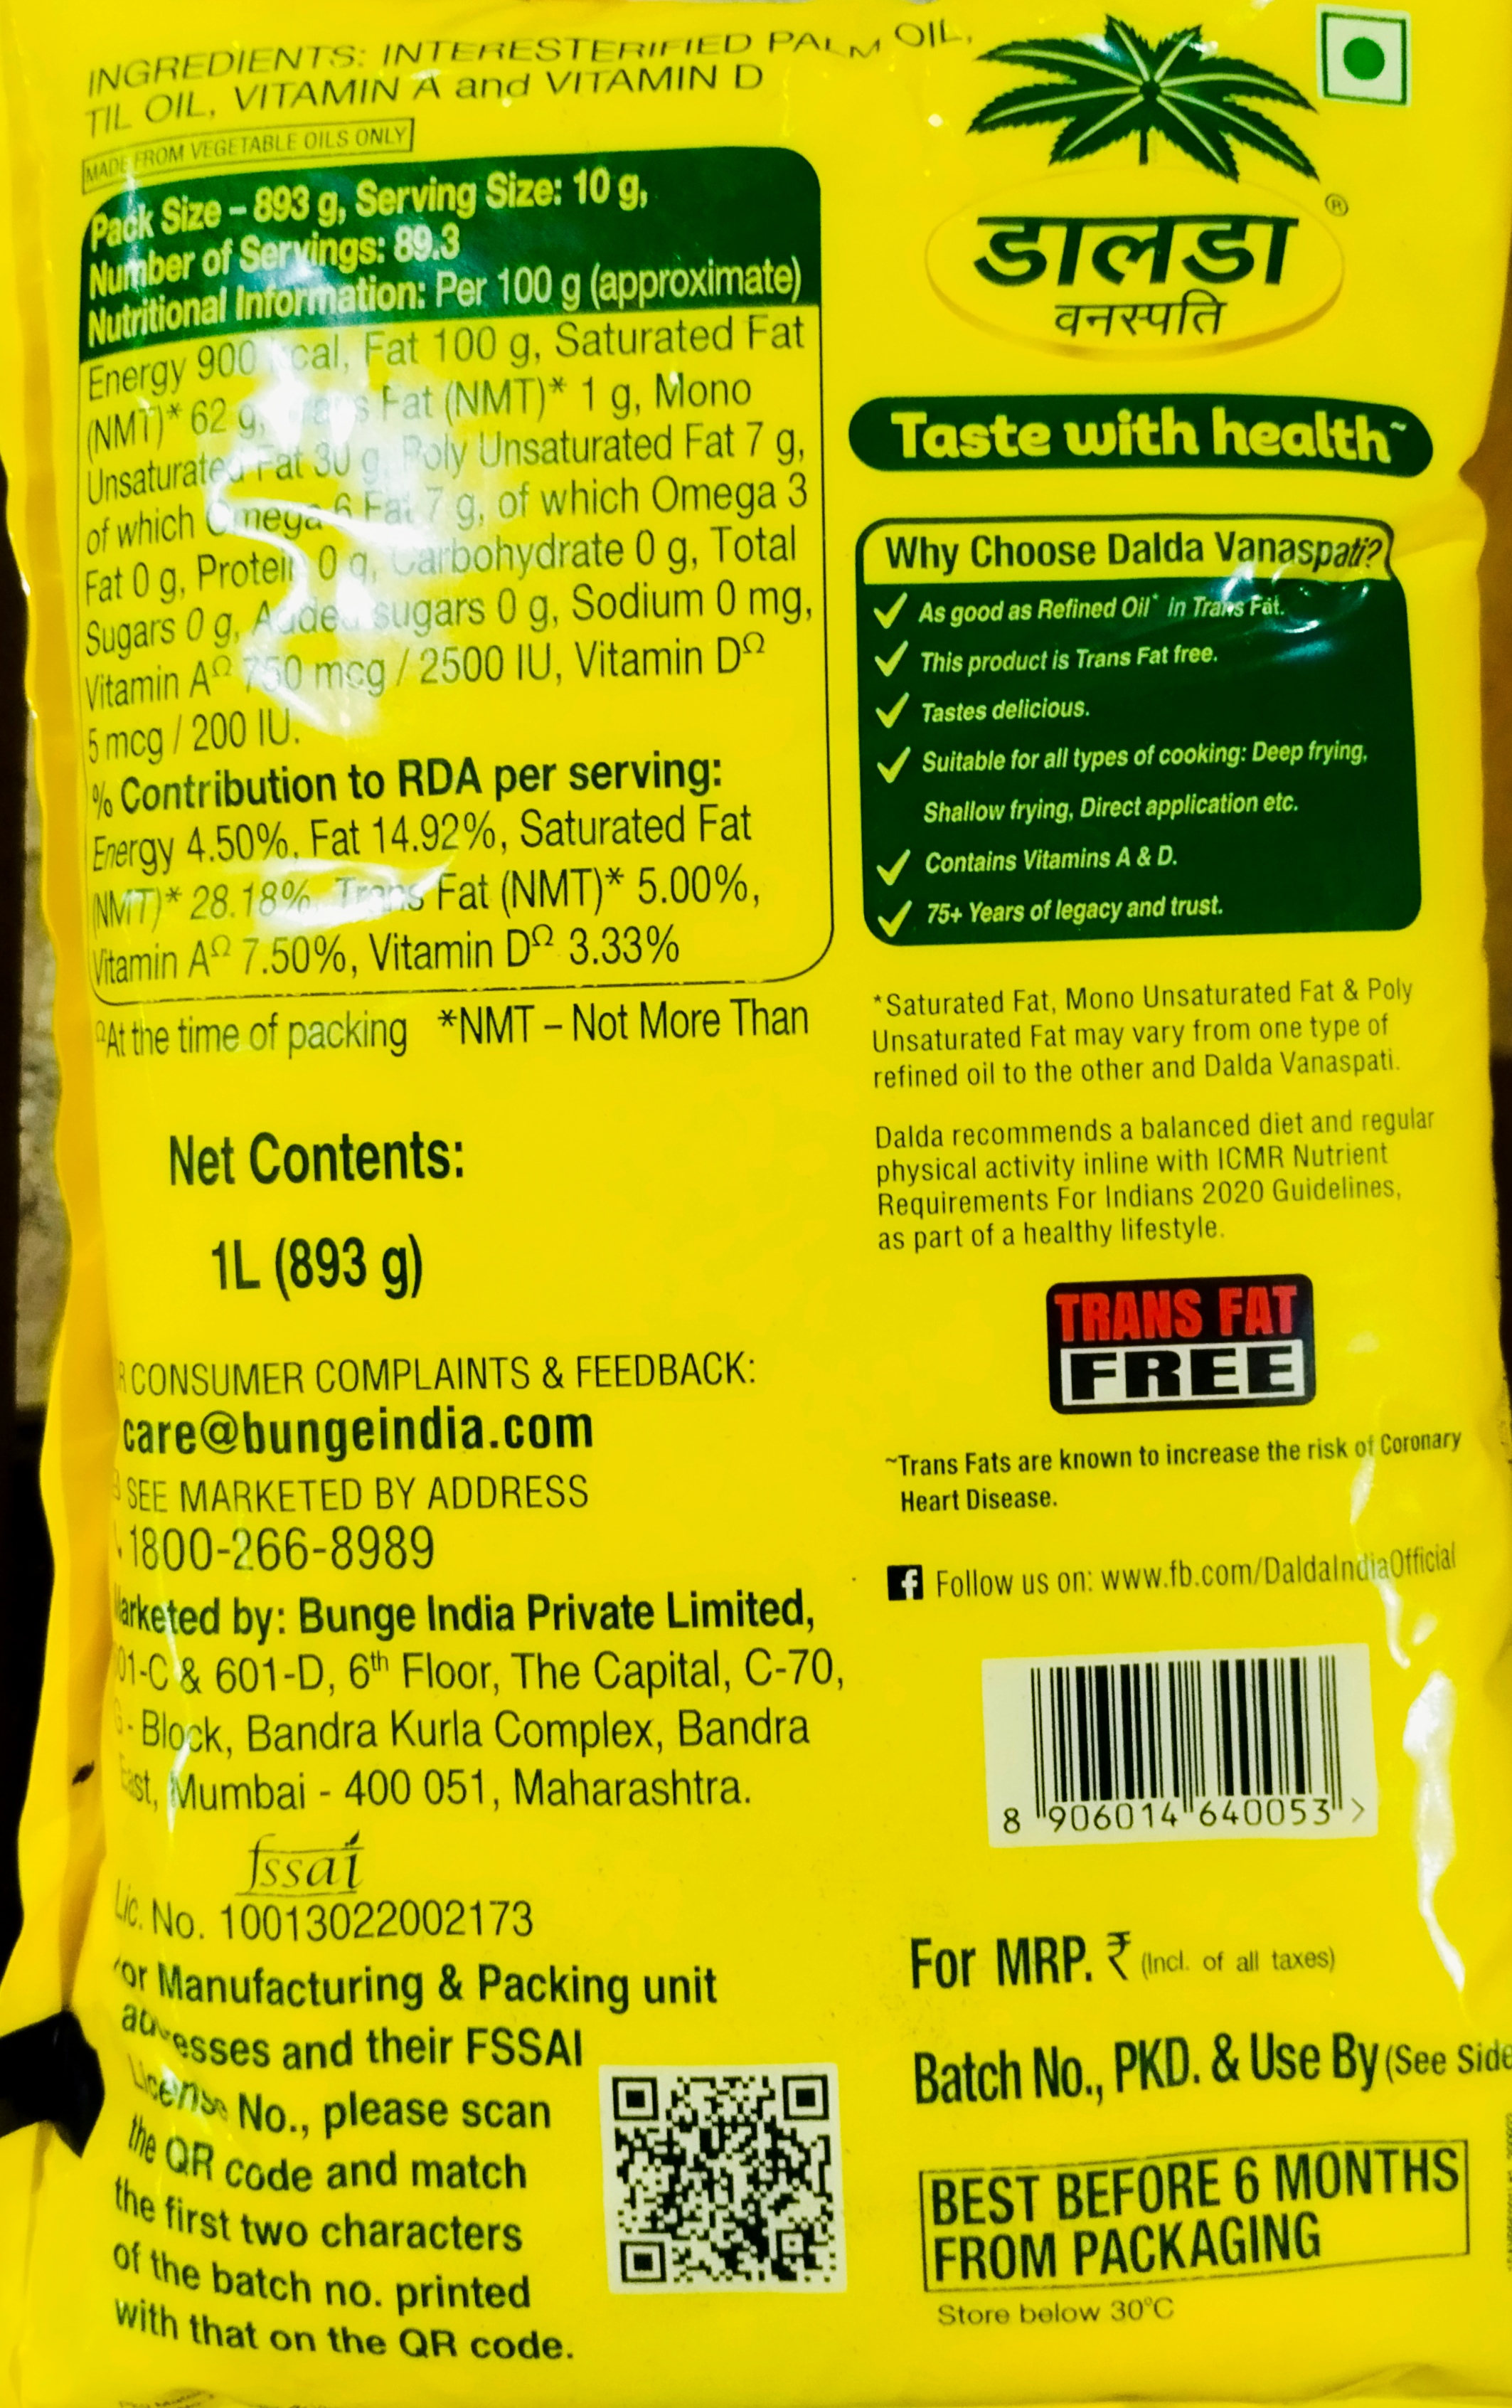 INGREDIENTS: INTERESTERIFIED PALM OIL,
TIL OIL, VITAMIN A and VITAMIN D
MADE FROM VEGETABLE OILS ONLY
Pack Size – 893 g, Serving Size: 10 g,
Number of Servings: 89.3
Nutritional Information: Per 100 g (approximate)
Energy 900 kcal, Fat 100 g, Saturated Fat
(NMT)* 62 g, Trans Fat (NMT)* 1 g, Mono
Unsaturated Fat 30 g, Poly Unsaturated Fat 7 g,
of which Omega 6 Fat 7 g, of which Omega 3
Fat 0 g, Protein 0 g, Carbohydrate 0 g, Total
Sugars 0 g, Added sugars 0 g, Sodium 0 mg,
Vitamin AΩ 750 mcg / 2500 IU, Vitamin DΩ
5 mcg / 200 IU.
% Contribution to RDA per serving:
Energy 4.50%, Fat 14.92%, Saturated Fat
(NMT)* 28.18%, Trans Fat (NMT)* 5.00%,
Vitamin AΩ 7.50%, Vitamin DΩ 3.33%
ΩAt the time of packing *NMT – Not More Than
Net Contents:
1L (893 g)
CONSUMER COMPLAINTS & FEEDBACK:
care@bungeindia.com
SEE MARKETED BY ADDRESS
1800-266-8989
Marketed by: Bunge India Private Limited,
01-C & 601-D, 6th Floor, The Capital, C-70,
G - Block, Bandra Kurla Complex, Bandra
East, Mumbai - 400 051, Maharashtra.
fssai
Lic. No. 10013022002173
For Manufacturing & Packing unit
addresses and their FSSAI
License No., please scan
the QR code and match
the first two characters
of the batch no. printed
with that on the QR code.
®
डालडा
वनस्पति
Taste with health~
Why Choose Dalda Vanaspati?
As good as Refined Oil* in Trans Fat.
This product is Trans Fat free.
Tastes delicious.
Suitable for all types of cooking: Deep frying,
Shallow frying, Direct application etc.
Contains Vitamins A & D.
75+ Years of legacy and trust.
*Saturated Fat, Mono Unsaturated Fat & Poly
Unsaturated Fat may vary from one type of
refined oil to the other and Dalda Vanaspati.
Dalda recommends a balanced diet and regular
physical activity inline with ICMR Nutrient
Requirements For Indians 2020 Guidelines,
as part of a healthy lifestyle.
TRANS FAT
FREE
~Trans Fats are known to increase the risk of Coronary
Heart Disease.
Follow us on: www.fb.com/DaldaIndiaOfficial
8 906014 640053 >
For MRP. ₹ (Incl. of all taxes)
Batch No., PKD. & Use By (See Side
BEST BEFORE 6 MONTHS
FROM PACKAGING
Store below 30°C